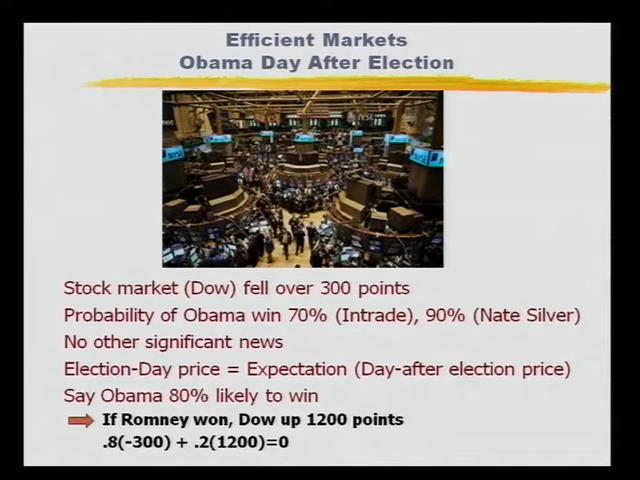 Efficient Markets
Obama Day After Election
NYSE
NYSE
Stock market (Dow) fell over 300 points
Probability of Obama win 70% (Intrade), 90% (Nate Silver)
No other significant news
Election-Day price = Expectation (Day-after election price)
Say Obama 80% likely to win
If Romney won, Dow up 1200 points
.8(-300) + .2(1200)=0